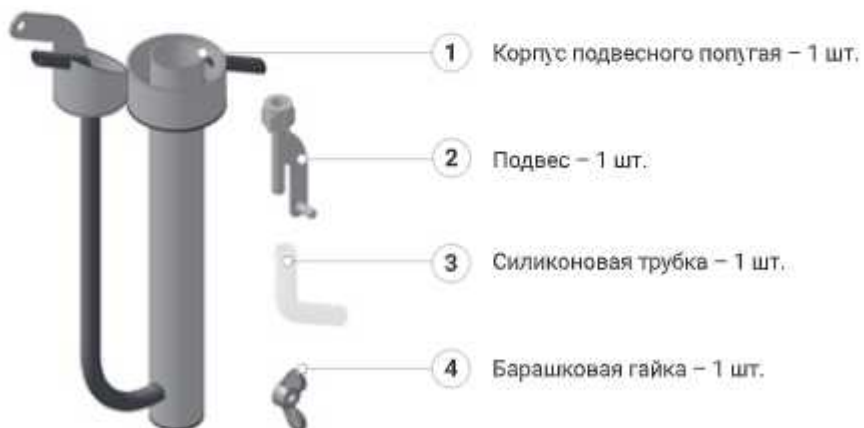 1 Корпус подвесного попугая – 1 шт.
2 Подвес – 1 шт.
3 Силиконовая трубка – 1 шт.
4 Барашковая гайка – 1 шт.